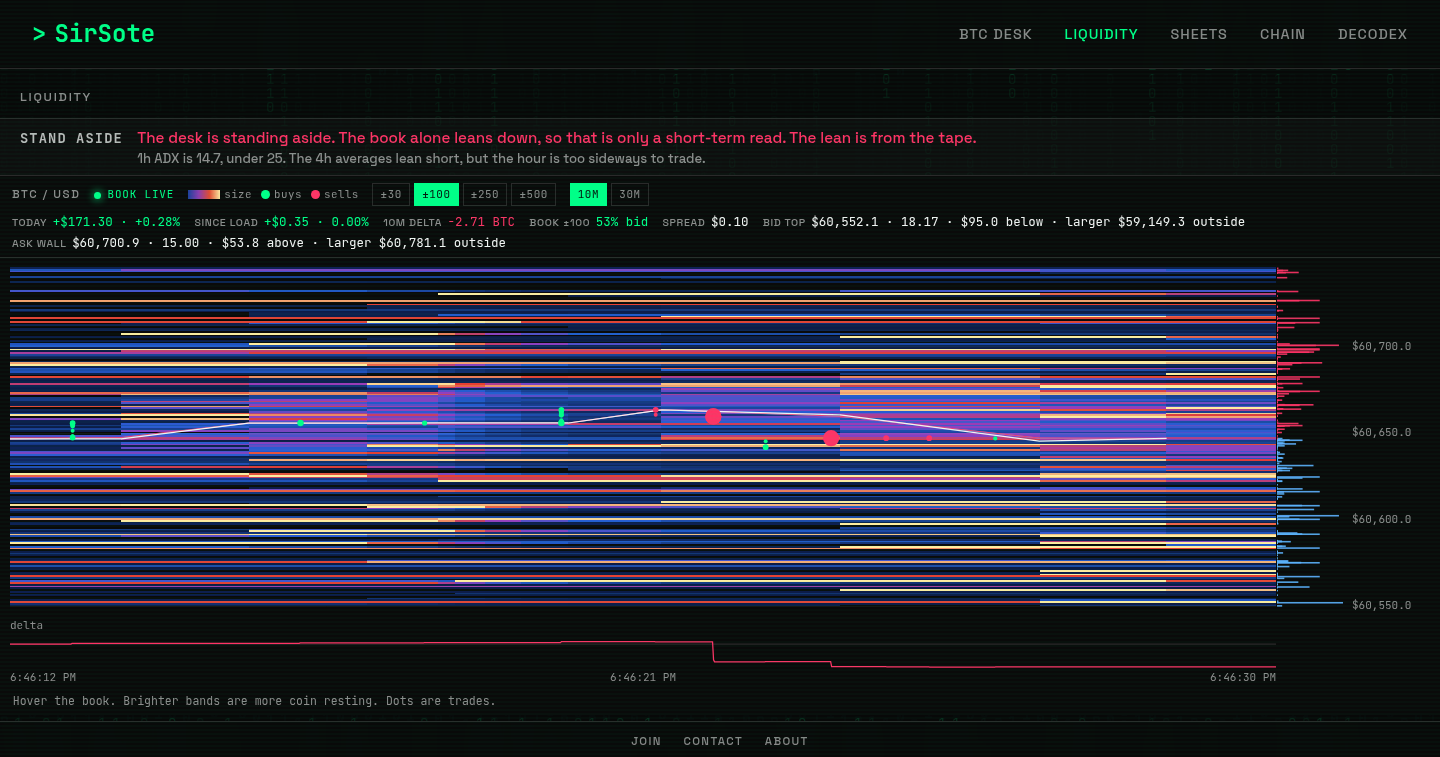 > SirSote
BTC DESK LIQUIDITY SHEETS CHAIN DECODEX
LIQUIDITY
STAND ASIDE The desk is standing aside. The book alone leans down, so that is only a short-term read. The lean is from the tape.
1h ADX is 14.7, under 25. The 4h averages lean short, but the hour is too sideways to trade.
BTC / USD BOOK LIVE size buys sells ±30 ±100 ±250 ±500 10M 30M
TODAY +$171.30 · +0.28% SINCE LOAD +$0.35 · 0.00% 10M DELTA -2.71 BTC BOOK ±100 53% bid SPREAD $0.10 BID TOP $60,552.1 · 18.17 · $95.0 below · larger $59,149.3 outside
ASK WALL $60,700.9 · 15.00 · $53.8 above · larger $60,781.1 outside
$60,700.0
$60,650.0
$60,600.0
$60,550.0
delta
6:46:12 PM 6:46:21 PM 6:46:30 PM
Hover the book. Brighter bands are more coin resting. Dots are trades.
JOIN CONTACT ABOUT